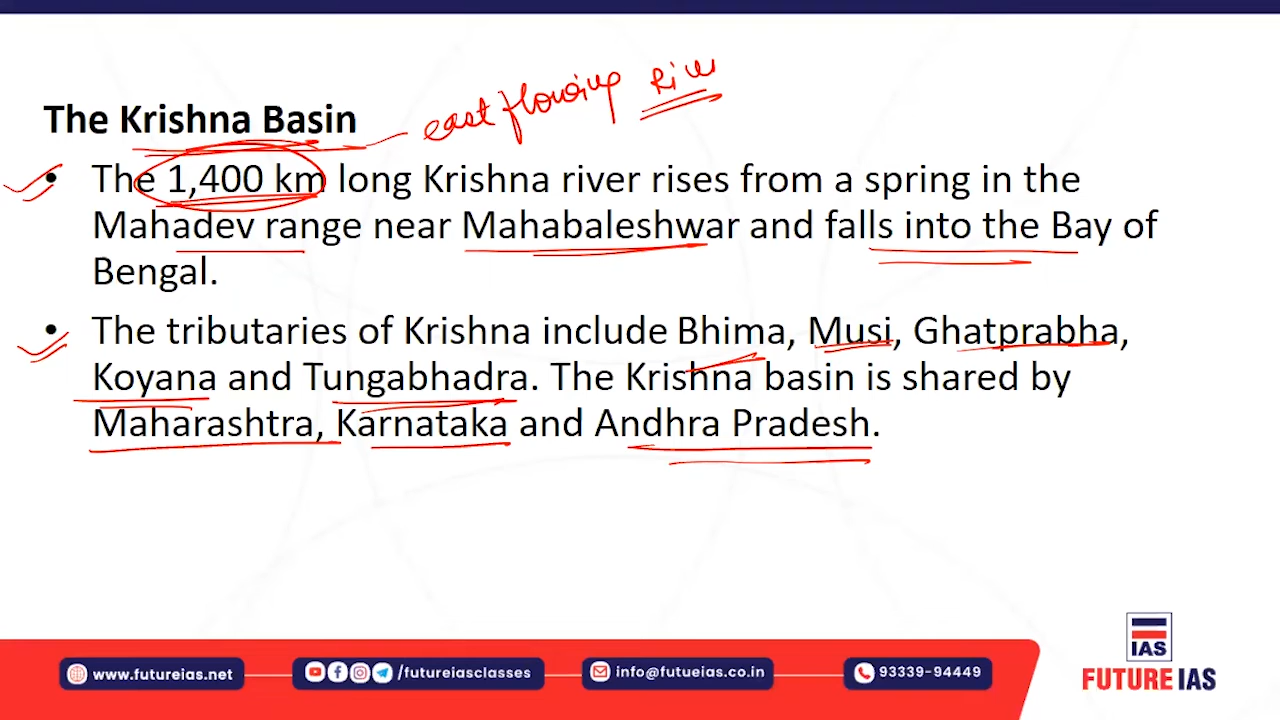 east flowing River
The Krishna Basin
• The 1,400 km long Krishna river rises from a spring in the
Mahadev range near Mahabaleshwar and falls into the Bay of
Bengal.
• The tributaries of Krishna include Bhima, Musi, Ghatprabha,
Koyana and Tungabhadra. The Krishna basin is shared by
Maharashtra, Karnataka and Andhra Pradesh.
IAS
www.futureias.net
/futureiasclasses
info@futueias.co.in
93339-94449
FUTURE IAS